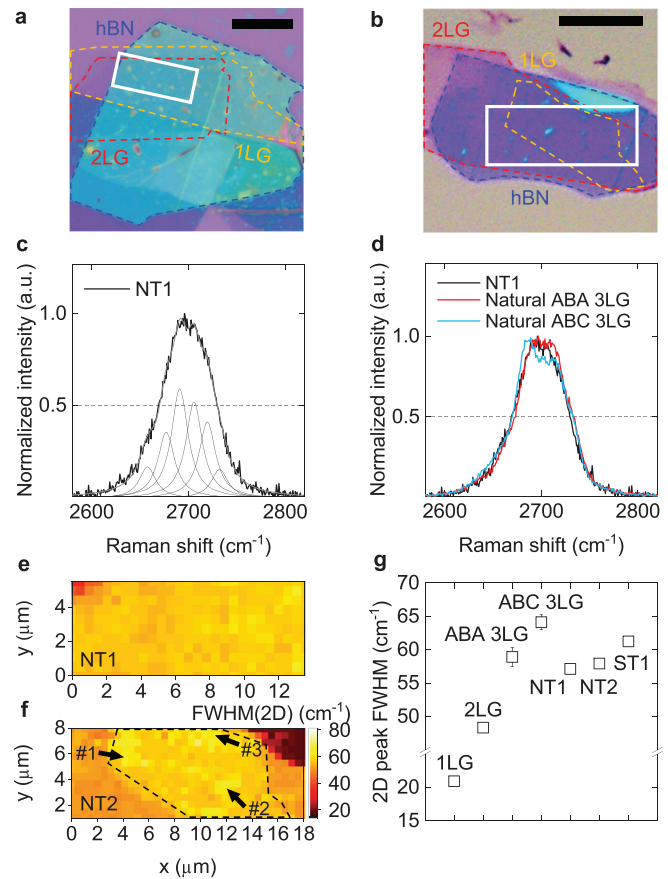 a
hBN
1LG
2LG
1LG
b
2LG
1LG
hBN
c
Normalized intensity (a.u.)
NT1
1.0
0.5
2600
2700
2800
Raman shift (cm-1)
d
Normalized intensity (a.u.)
NT1
Natural ABA 3LG
Natural ABC 3LG
1.0
0.5
2600
2700
2800
Raman shift (cm-1)
e
y (μm)
4
2
0
NT1
0 2 4 6 8 10 12
f
FWHM(2D) (cm-1)
y (μm)
8
6
4
2
#1
#3
#2
NT2
80
60
40
20
0 2 4 6 8 10 12 14 16 18
x (μm)
g
2D peak FWHM (cm-1)
70
65
60
55
50
20
15
ABC 3LG
ABA 3LG
ST1
NT1
NT2
2LG
1LG